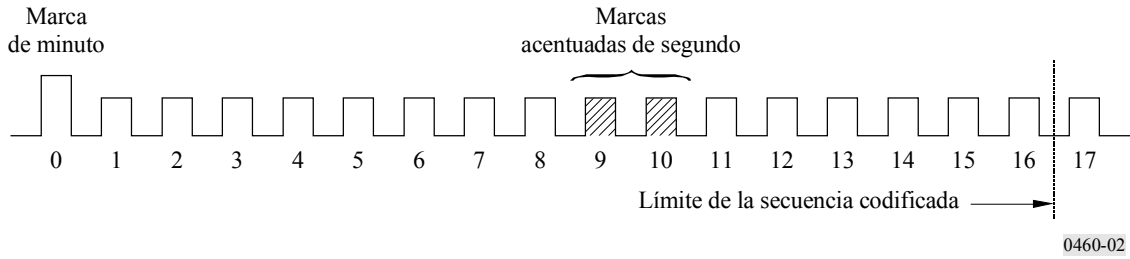 Marca
de minuto
Marcas
acentuadas de segundo
0 1 2 3 4 5 6 7 8 9 10 11 12 13 14 15 16 17
Límite de la secuencia codificada
0460-02